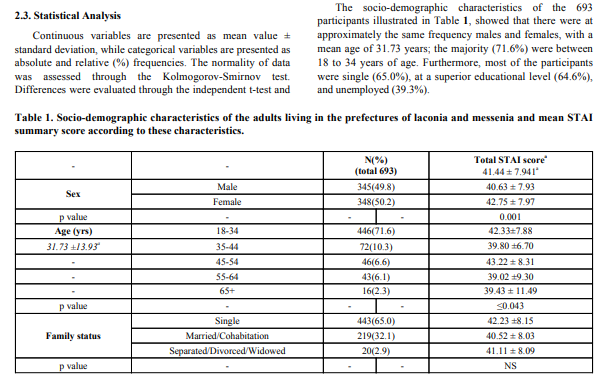 2.3. Statistical Analysis
Continuous variables are presented as mean value ±
standard deviation, while categorical variables are presented as
absolute and relative (%) frequencies. The normality of data
was assessed through the Kolmogorov-Smirnov test.
Differences were evaluated through the independent t-test and
The socio-demographic characteristics of the 693
participants illustrated in Table 1, showed that there were at
approximately the same frequency males and females, with a
mean age of 31.73 years; the majority (71.6%) were between
18 to 34 years of age. Furthermore, most of the participants
were single (65.0%), at a superior educational level (64.6%),
and unemployed (39.3%).
Table 1. Socio-demographic characteristics of the adults living in the prefectures of laconia and messenia and mean STAI
summary score according to these characteristics.
- - N(%) (total 693) Total STAI scoreª 41.44 ± 7.941ª
Sex Male 345(49.8) 40.63 ± 7.93
Female 348(50.2) 42.75 ± 7.97
p value - - - 0.001
Age (yrs) 18-34 446(71.6) 42.33±7.88
31.73 ±13.93ª 35-44 72(10.3) 39.80 ±6.70
- 45-54 46(6.6) 43.22 ± 8.31
- 55-64 43(6.1) 39.02 ±9.30
- 65+ 16(2.3) 39.43 ± 11.49
p value - - - ≤0.043
Family status Single 443(65.0) 42.23 ±8.15
Married/Cohabitation 219(32.1) 40.52 ± 8.03
Separated/Divorced/Widowed 20(2.9) 41.11 ± 8.09
p value - - - NS